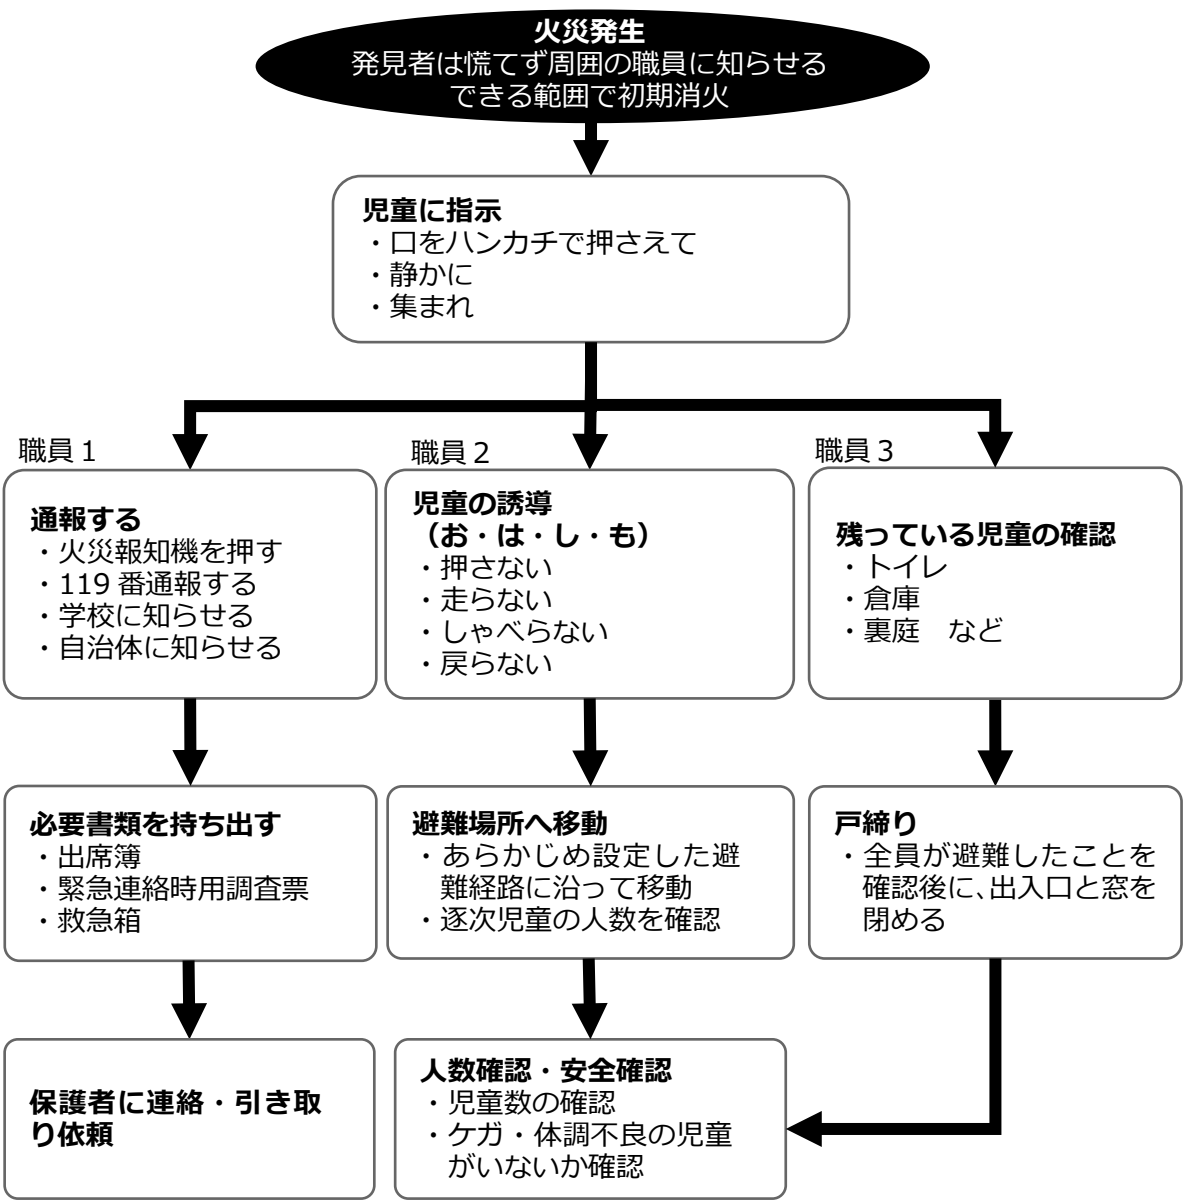 火災発生
発見者は慌てず周囲の職員に知らせる
できる範囲で初期消火
児童に指示
・口をハンカチで押さえて
・静かに
・集まれ
職員１
通報する
・火災報知機を押す
・119 番通報する
・学校に知らせる
・自治体に知らせる
必要書類を持ち出す
・出席簿
・緊急連絡時用調査票
・救急箱
保護者に連絡・引き取
り依頼
職員２
児童の誘導
（お・は・し・も）
・押さない
・走らない
・しゃべらない
・戻らない
避難場所へ移動
・あらかじめ設定した避
難経路に沿って移動
・逐次児童の人数を確認
人数確認・安全確認
・児童数の確認
・ケガ・体調不良の児童
がいないか確認
職員３
残っている児童の確認
・トイレ
・倉庫
・裏庭　など
戸締り
・全員が避難したことを
確認後に、出入口と窓を
閉める